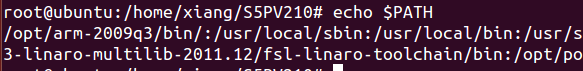 root@ubuntu:/home/xiang/S5PV210# echo $PATH
/opt/arm-2009q3/bin/:/usr/local/sbin:/usr/local/bin:/usr/s
3-linaro-multilib-2011.12/fsl-linaro-toolchain/bin:/opt/po